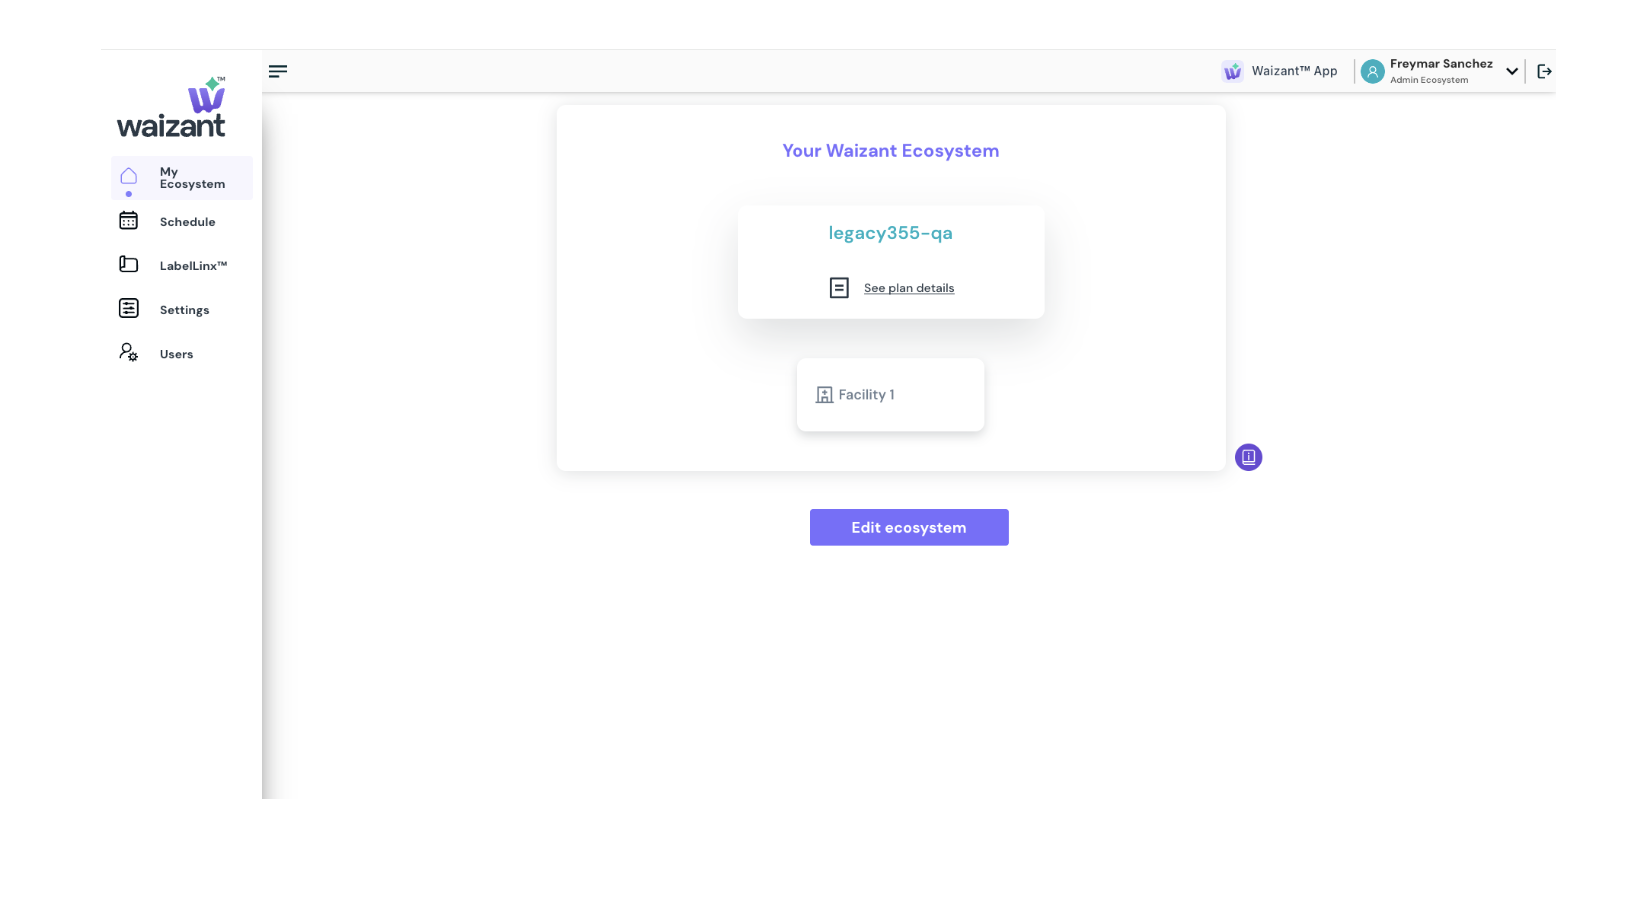 waizant™
My
Ecosystem
Schedule
LabelLinx™
Settings
Users
Waizant™ App
Freymar Sanchez
Admin Ecosystem
Your Waizant Ecosystem
legacy355-qa
See plan details
Facility 1
Edit ecosystem